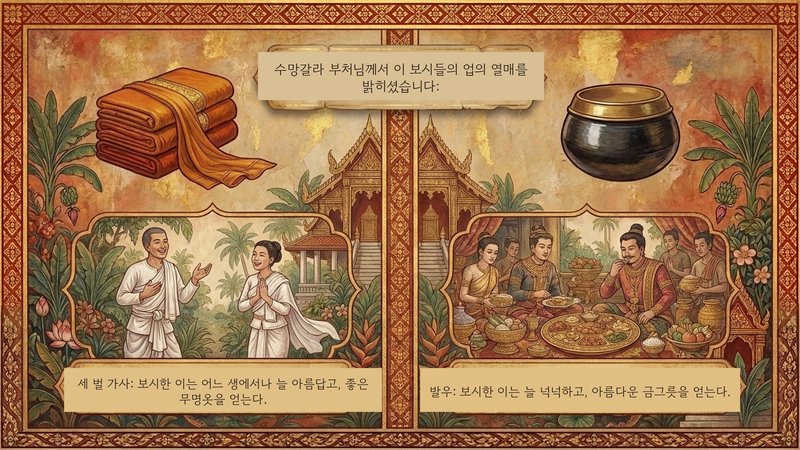 수망갈라 부처님께서 이 보시들의 업의 열매를
밝히셨습니다:
세 벌 가사: 보시한 이는 어느 생에서나 늘 아름답고, 좋은
무명옷을 얻는다.
발우: 보시한 이는 늘 넉넉하고, 아름다운 금그릇을 얻는다.